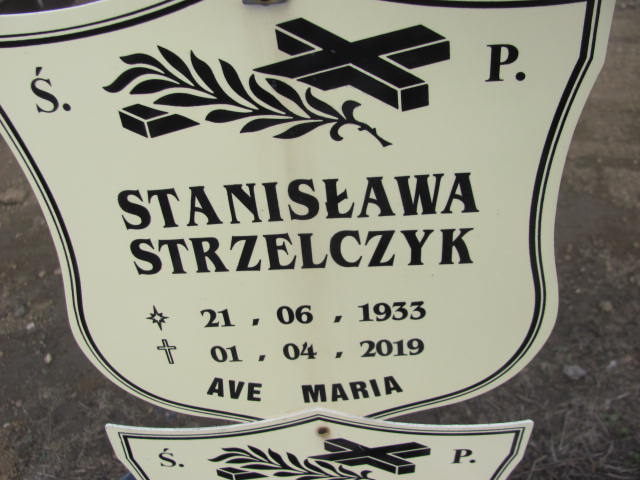 Ś. P.
STANISŁAWA
STRZELCZYK
21 . 06 . 1933
01 . 04 . 2019
AVE MARIA
Ś. P.